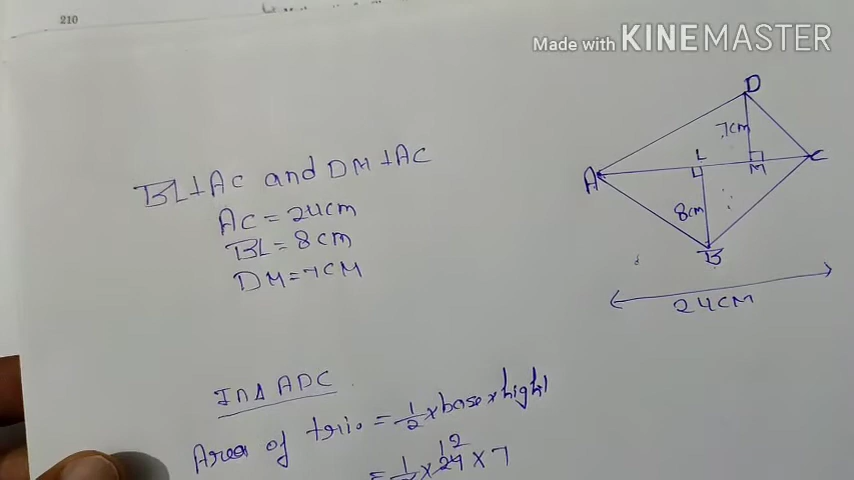 210
Made with KINEMASTER
BL⊥AC and DM⊥AC
AC = 24cm
BL = 8cm
DM = 7CM
D
7cm
L
A
M
C
8cm
B
24CM
IN Δ ADC
Area of trio = 1/2 × base × hight
= 1/2 × 24 12 × 7